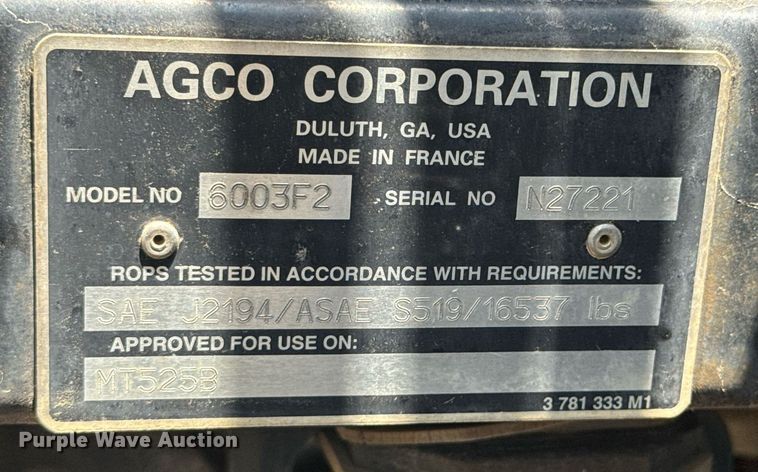 AGCO CORPORATION
DULUTH, GA, USA
MADE IN FRANCE
MODEL NO 6003F2 SERIAL NO N27221
ROPS TESTED IN ACCORDANCE WITH REQUIREMENTS:
SAE J2194/ASAE S519/16537 lbs
APPROVED FOR USE ON:
MT525B
3 781 333 M1
Purple Wave Auction